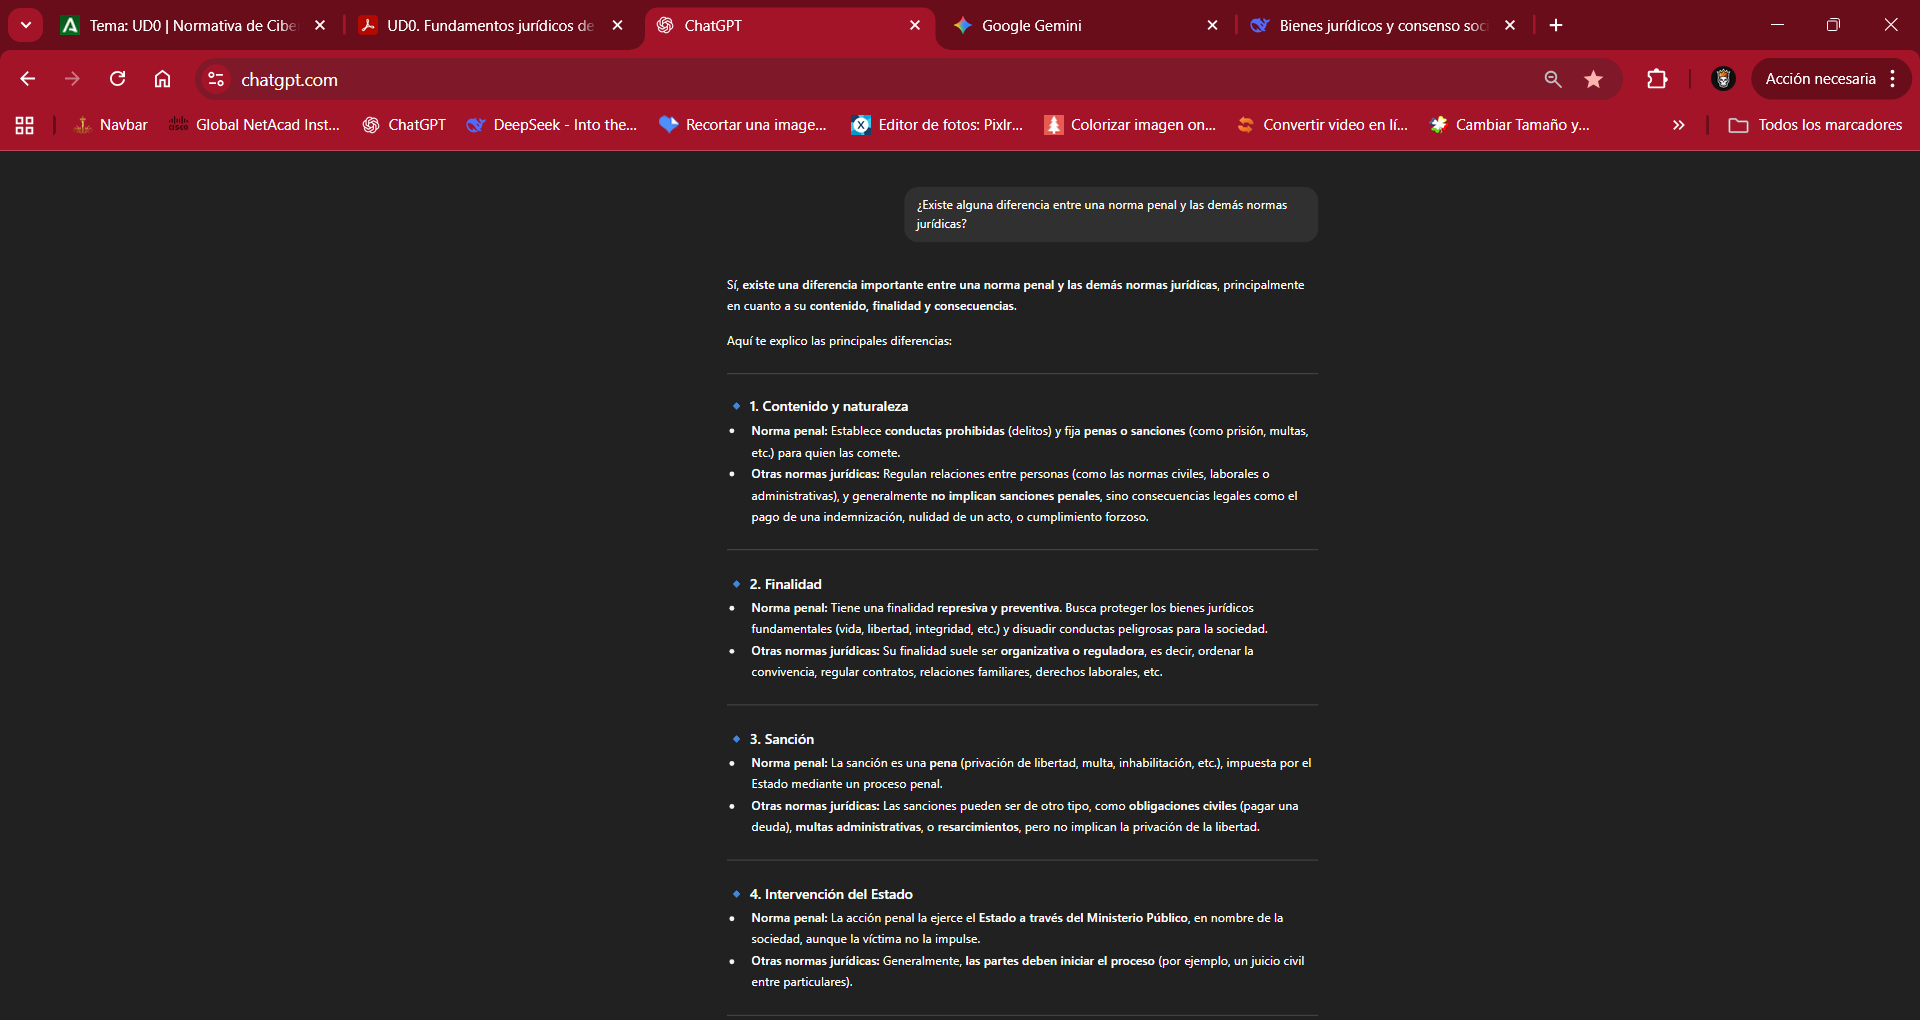 Tema: UD0 | Normativa de Cibe
UD0. Fundamentos jurídicos de
ChatGPT
Google Gemini
Bienes jurídicos y consenso soc
chatgpt.com
Acción necesaria
Navbar
Global NetAcad Inst...
ChatGPT
DeepSeek - Into the...
Recortar una image...
Editor de fotos: Pixlr...
Colorizar imagen on...
Convertir video en lí...
Cambiar Tamaño y...
Todos los marcadores
¿Existe alguna diferencia entre una norma penal y las demás normas
jurídicas?
Sí, existe una diferencia importante entre una norma penal y las demás normas jurídicas, principalmente
en cuanto a su contenido, finalidad y consecuencias.
Aquí te explico las principales diferencias:
1. Contenido y naturaleza
• Norma penal: Establece conductas prohibidas (delitos) y fija penas o sanciones (como prisión, multas,
etc.) para quien las comete.
• Otras normas jurídicas: Regulan relaciones entre personas (como las normas civiles, laborales o
administrativas), y generalmente no implican sanciones penales, sino consecuencias legales como el
pago de una indemnización, nulidad de un acto, o cumplimiento forzoso.
2. Finalidad
• Norma penal: Tiene una finalidad represiva y preventiva. Busca proteger los bienes jurídicos
fundamentales (vida, libertad, integridad, etc.) y disuadir conductas peligrosas para la sociedad.
• Otras normas jurídicas: Su finalidad suele ser organizativa o reguladora, es decir, ordenar la
convivencia, regular contratos, relaciones familiares, derechos laborales, etc.
3. Sanción
• Norma penal: La sanción es una pena (privación de libertad, multa, inhabilitación, etc.), impuesta por el
Estado mediante un proceso penal.
• Otras normas jurídicas: Las sanciones pueden ser de otro tipo, como obligaciones civiles (pagar una
deuda), multas administrativas, o resarcimientos, pero no implican la privación de la libertad.
4. Intervención del Estado
• Norma penal: La acción penal la ejerce el Estado a través del Ministerio Público, en nombre de la
sociedad, aunque la víctima no la impulse.
• Otras normas jurídicas: Generalmente, las partes deben iniciar el proceso (por ejemplo, un juicio civil
entre particulares).